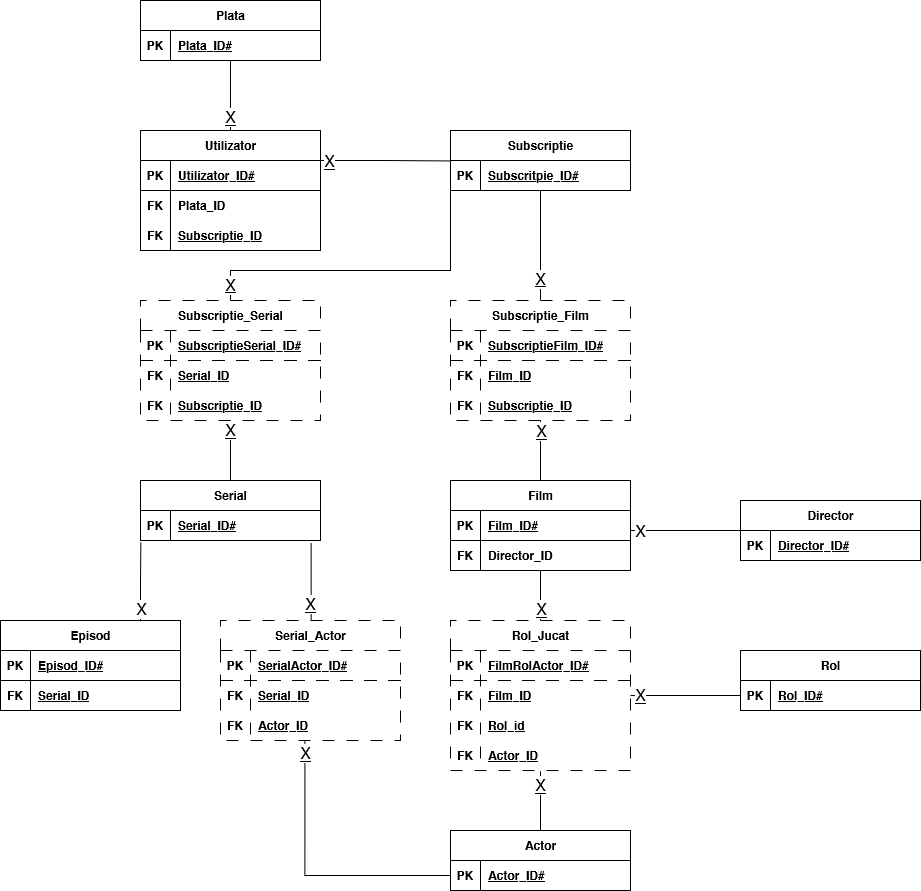 Plata
PK Plata_ID#
X
Utilizator
PK Utilizator_ID#
FK Plata_ID
FK Subscriptie_ID
X
Subscriptie
PK Subscritpie_ID#
X
X
Subscriptie_Serial
PK SubscriptieSerial_ID#
FK Serial_ID
FK Subscriptie_ID
X
Subscriptie_Film
PK SubscriptieFilm_ID#
FK Film_ID
FK Subscriptie_ID
X
Serial
PK Serial_ID#
Film
PK Film_ID#
FK Director_ID
X
Director
PK Director_ID#
X
X
X
Episod
PK Episod_ID#
FK Serial_ID
Serial_Actor
PK SerialActor_ID#
FK Serial_ID
FK Actor_ID
X
Rol_Jucat
PK FilmRolActor_ID#
FK Film_ID
FK Rol_id
FK Actor_ID
X
Rol
PK Rol_ID#
X
Actor
PK Actor_ID#